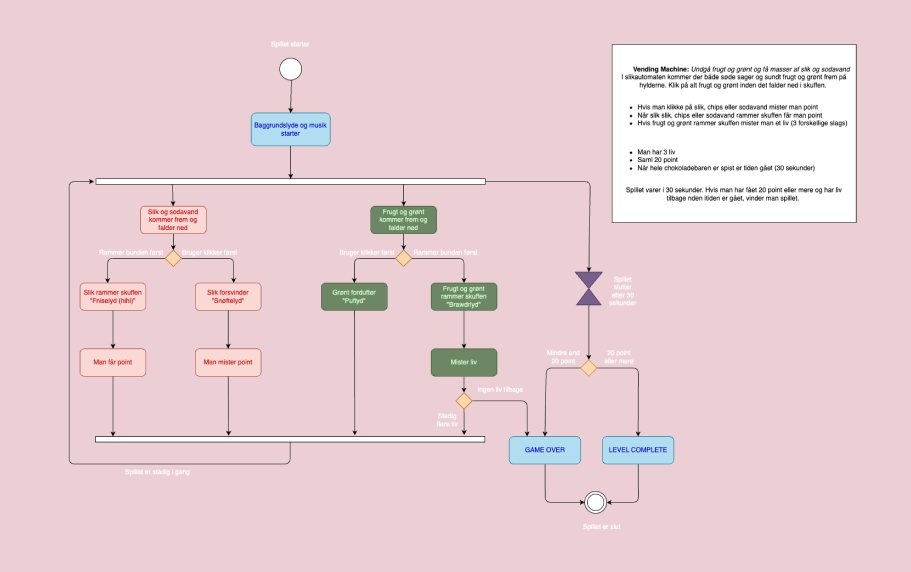 Spillet starter
Vending Machine: Undgå frugt og grønt og få masser af slik og sodavand
I slikautomaten kommer der både søde sager og sundt frugt og grønt frem på
hylderne. Klik på alt frugt og grønt inden det falder ned i skuffen.
Hvis man klikke på slik, chips eller sodavand mister man point
Når slik slik, chips eller sodavand rammer skuffen får man point
Hvis frugt og grønt rammer skuffen mister man et liv (3 forskellige slags)
Man har 3 liv
Saml 20 point
Når hele chokoladebaren er spist er tiden gået (30 sekunder)
Spillet varer i 30 sekunder. Hvis man har fået 20 point eller mere og har liv
tilbage nden itiden er gået, vinder man spillet.
Baggrundslyde og musik
starter
Slik og sodavand
kommer frem og
falder ned
Frugt og grønt
kommer frem og
falder ned
Rammer bunden først
Bruger klikker først
Bruger klikker først
Rammer bunden først
Slik rammer skuffen
"Fniselyd (hihi)"
Slik forsvinder
"Snøftelyd"
Grønt fordufter
"Puflyd"
Frugt og grønt
rammer skuffen
"Brawdrlyd"
Spillet
slutter
efter 30
sekunder
Man får point
Man mister point
Mister liv
Mindre end
20 point
20 point
eller mere
Ingen liv tilbage
Stadig
flere liv
GAME OVER
LEVEL COMPLETE
Spillet er stadig i gang
Spillet er slut